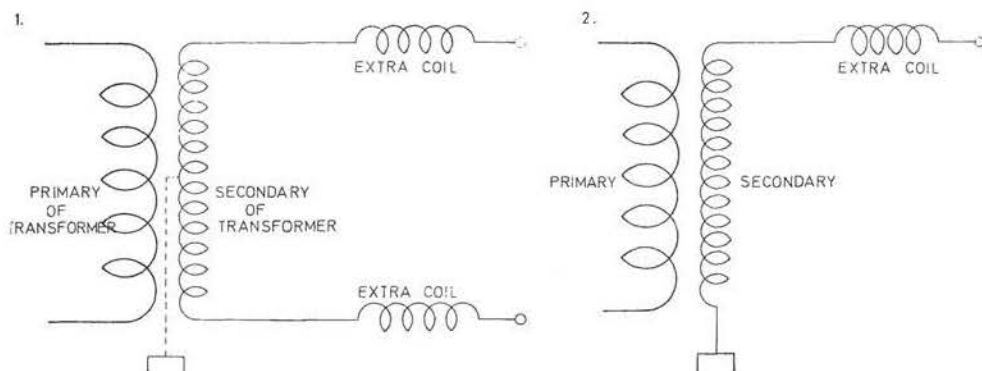 1.
EXTRA COIL
PRIMARY
OF
TRANSFORMER
SECONDARY
OF
TRANSFORMER
EXTRA COIL
2.
EXTRA COIL
PRIMARY
SECONDARY